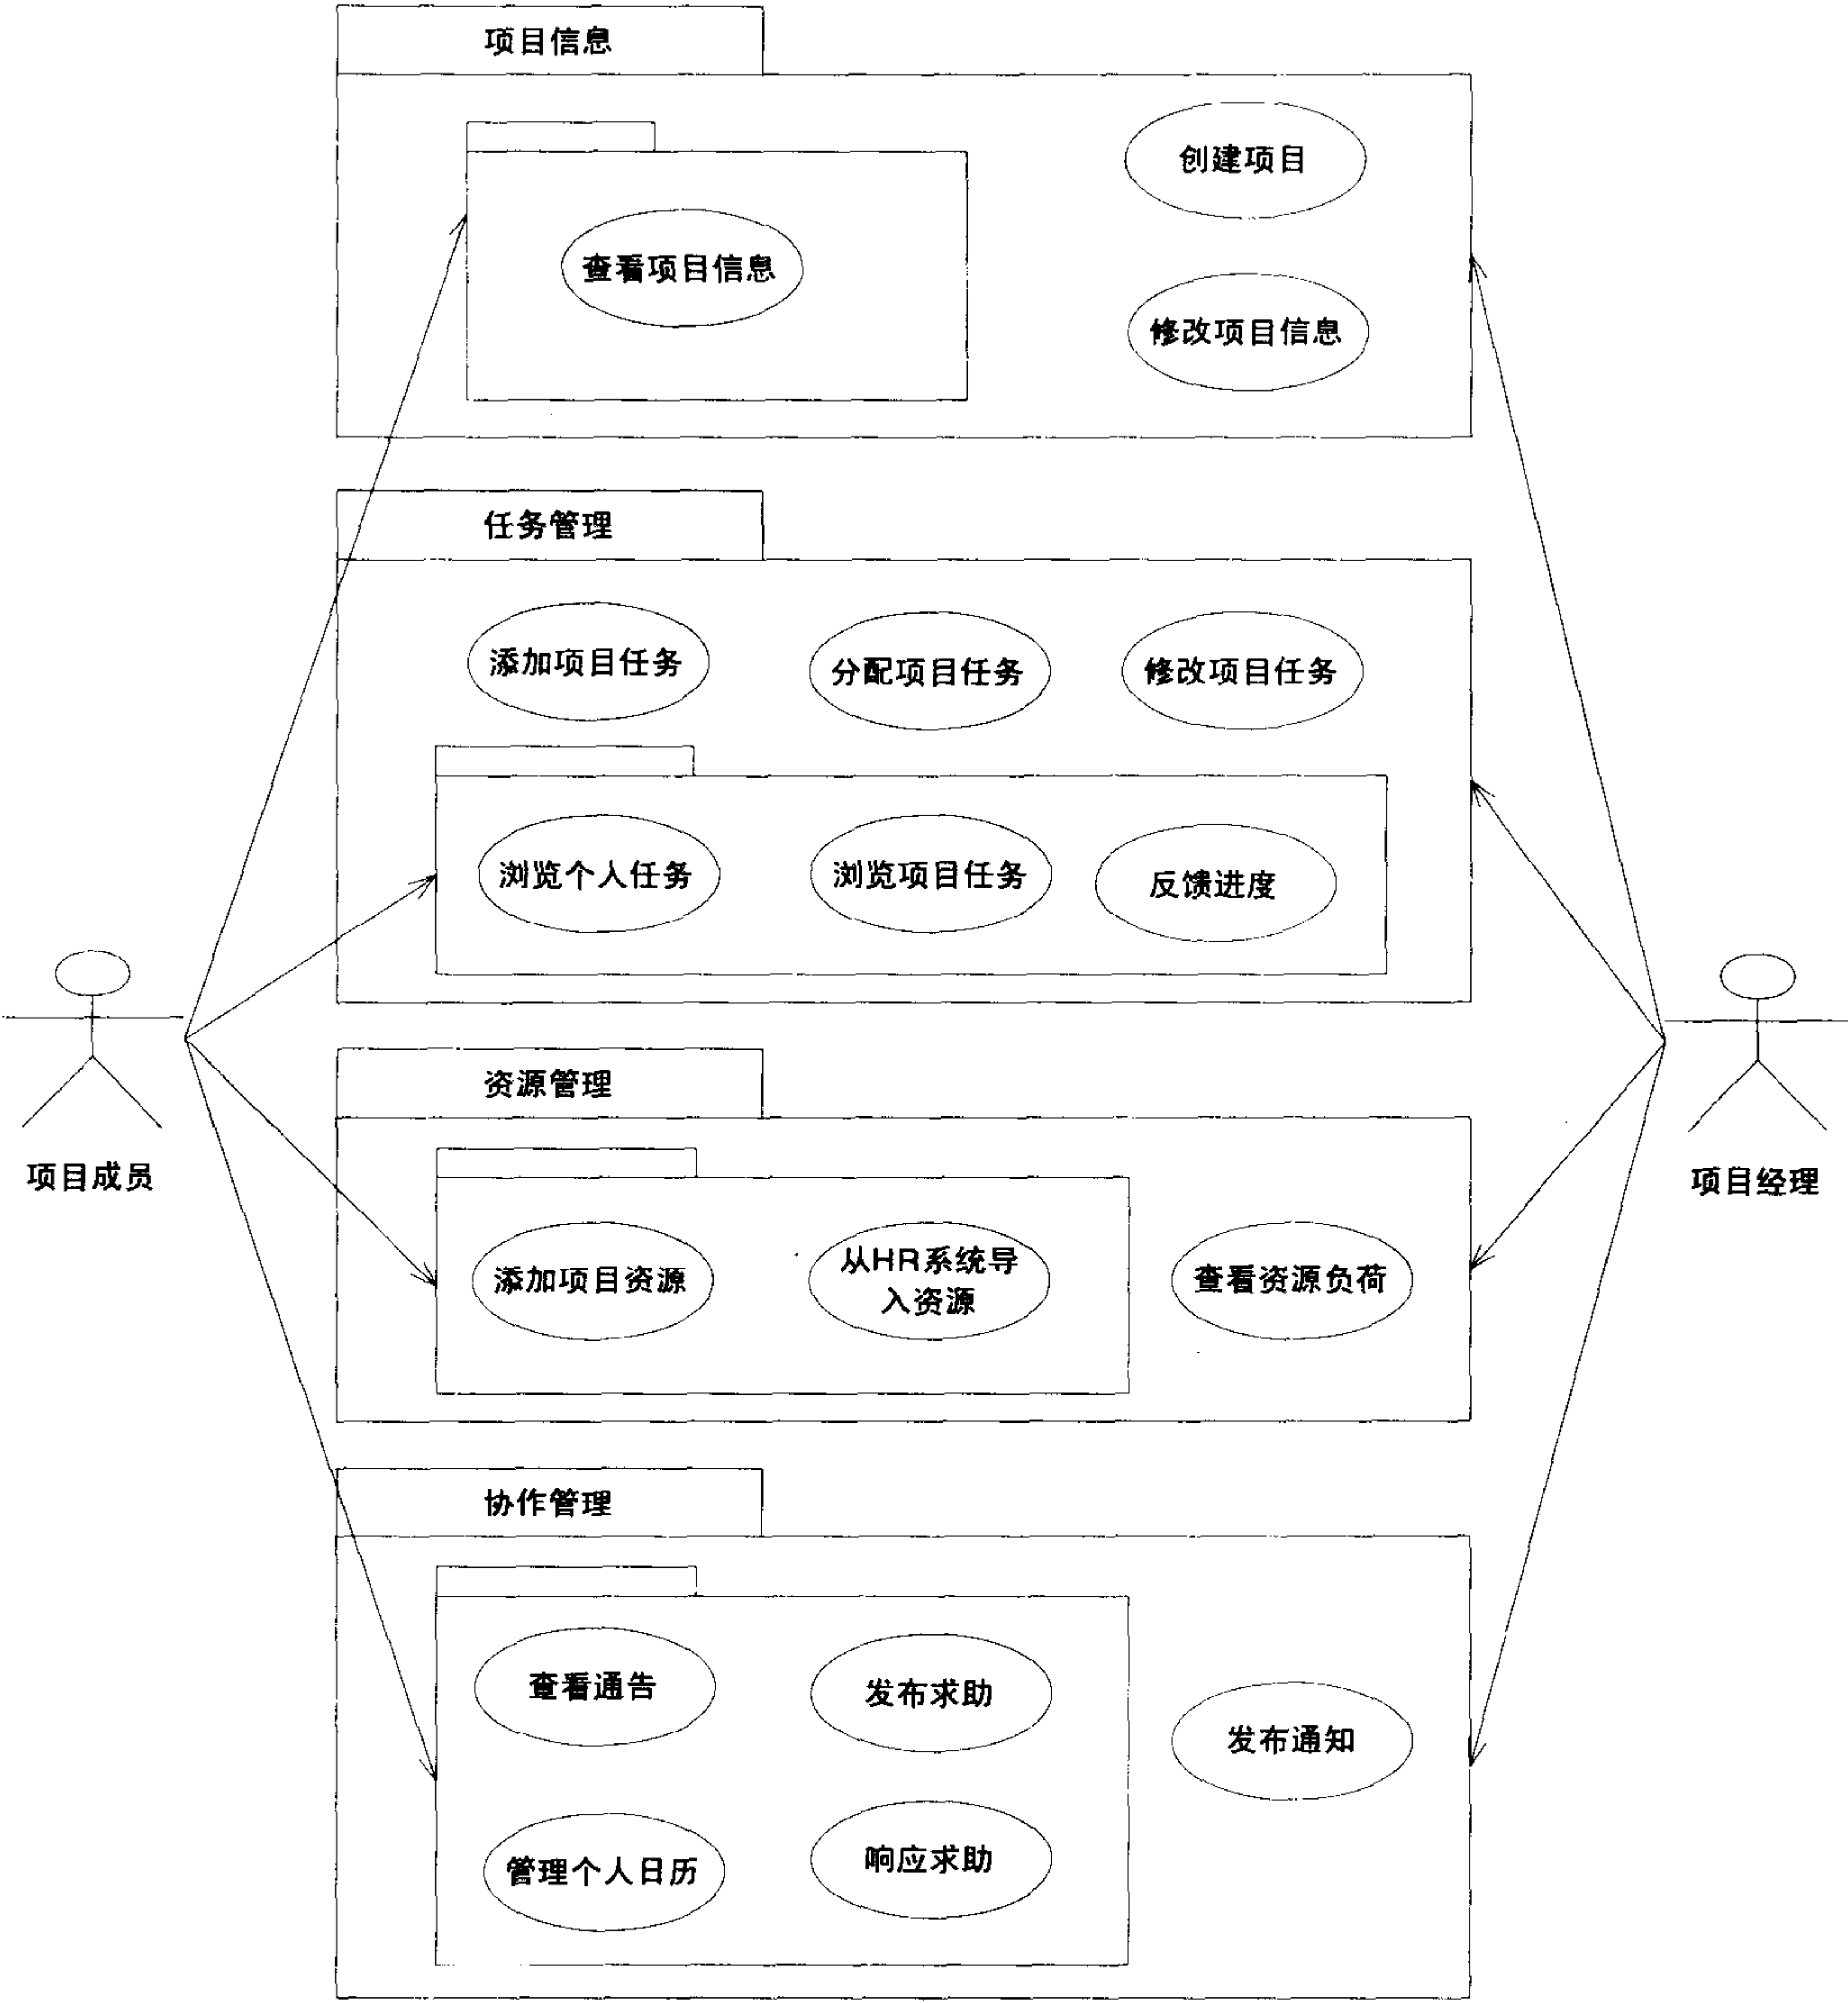 项目信息
创建项目
查看项目信息
修改项目信息
任务管理
添加项目任务
分配项目任务
修改项目任务
浏览个人任务
浏览项目任务
反馈进度
项目成员
项目经理
资源管理
添加项目资源
从HR系统导
入资源
查看资源负荷
协作管理
查看通告
发布求助
发布通知
管理个人日历
响应求助